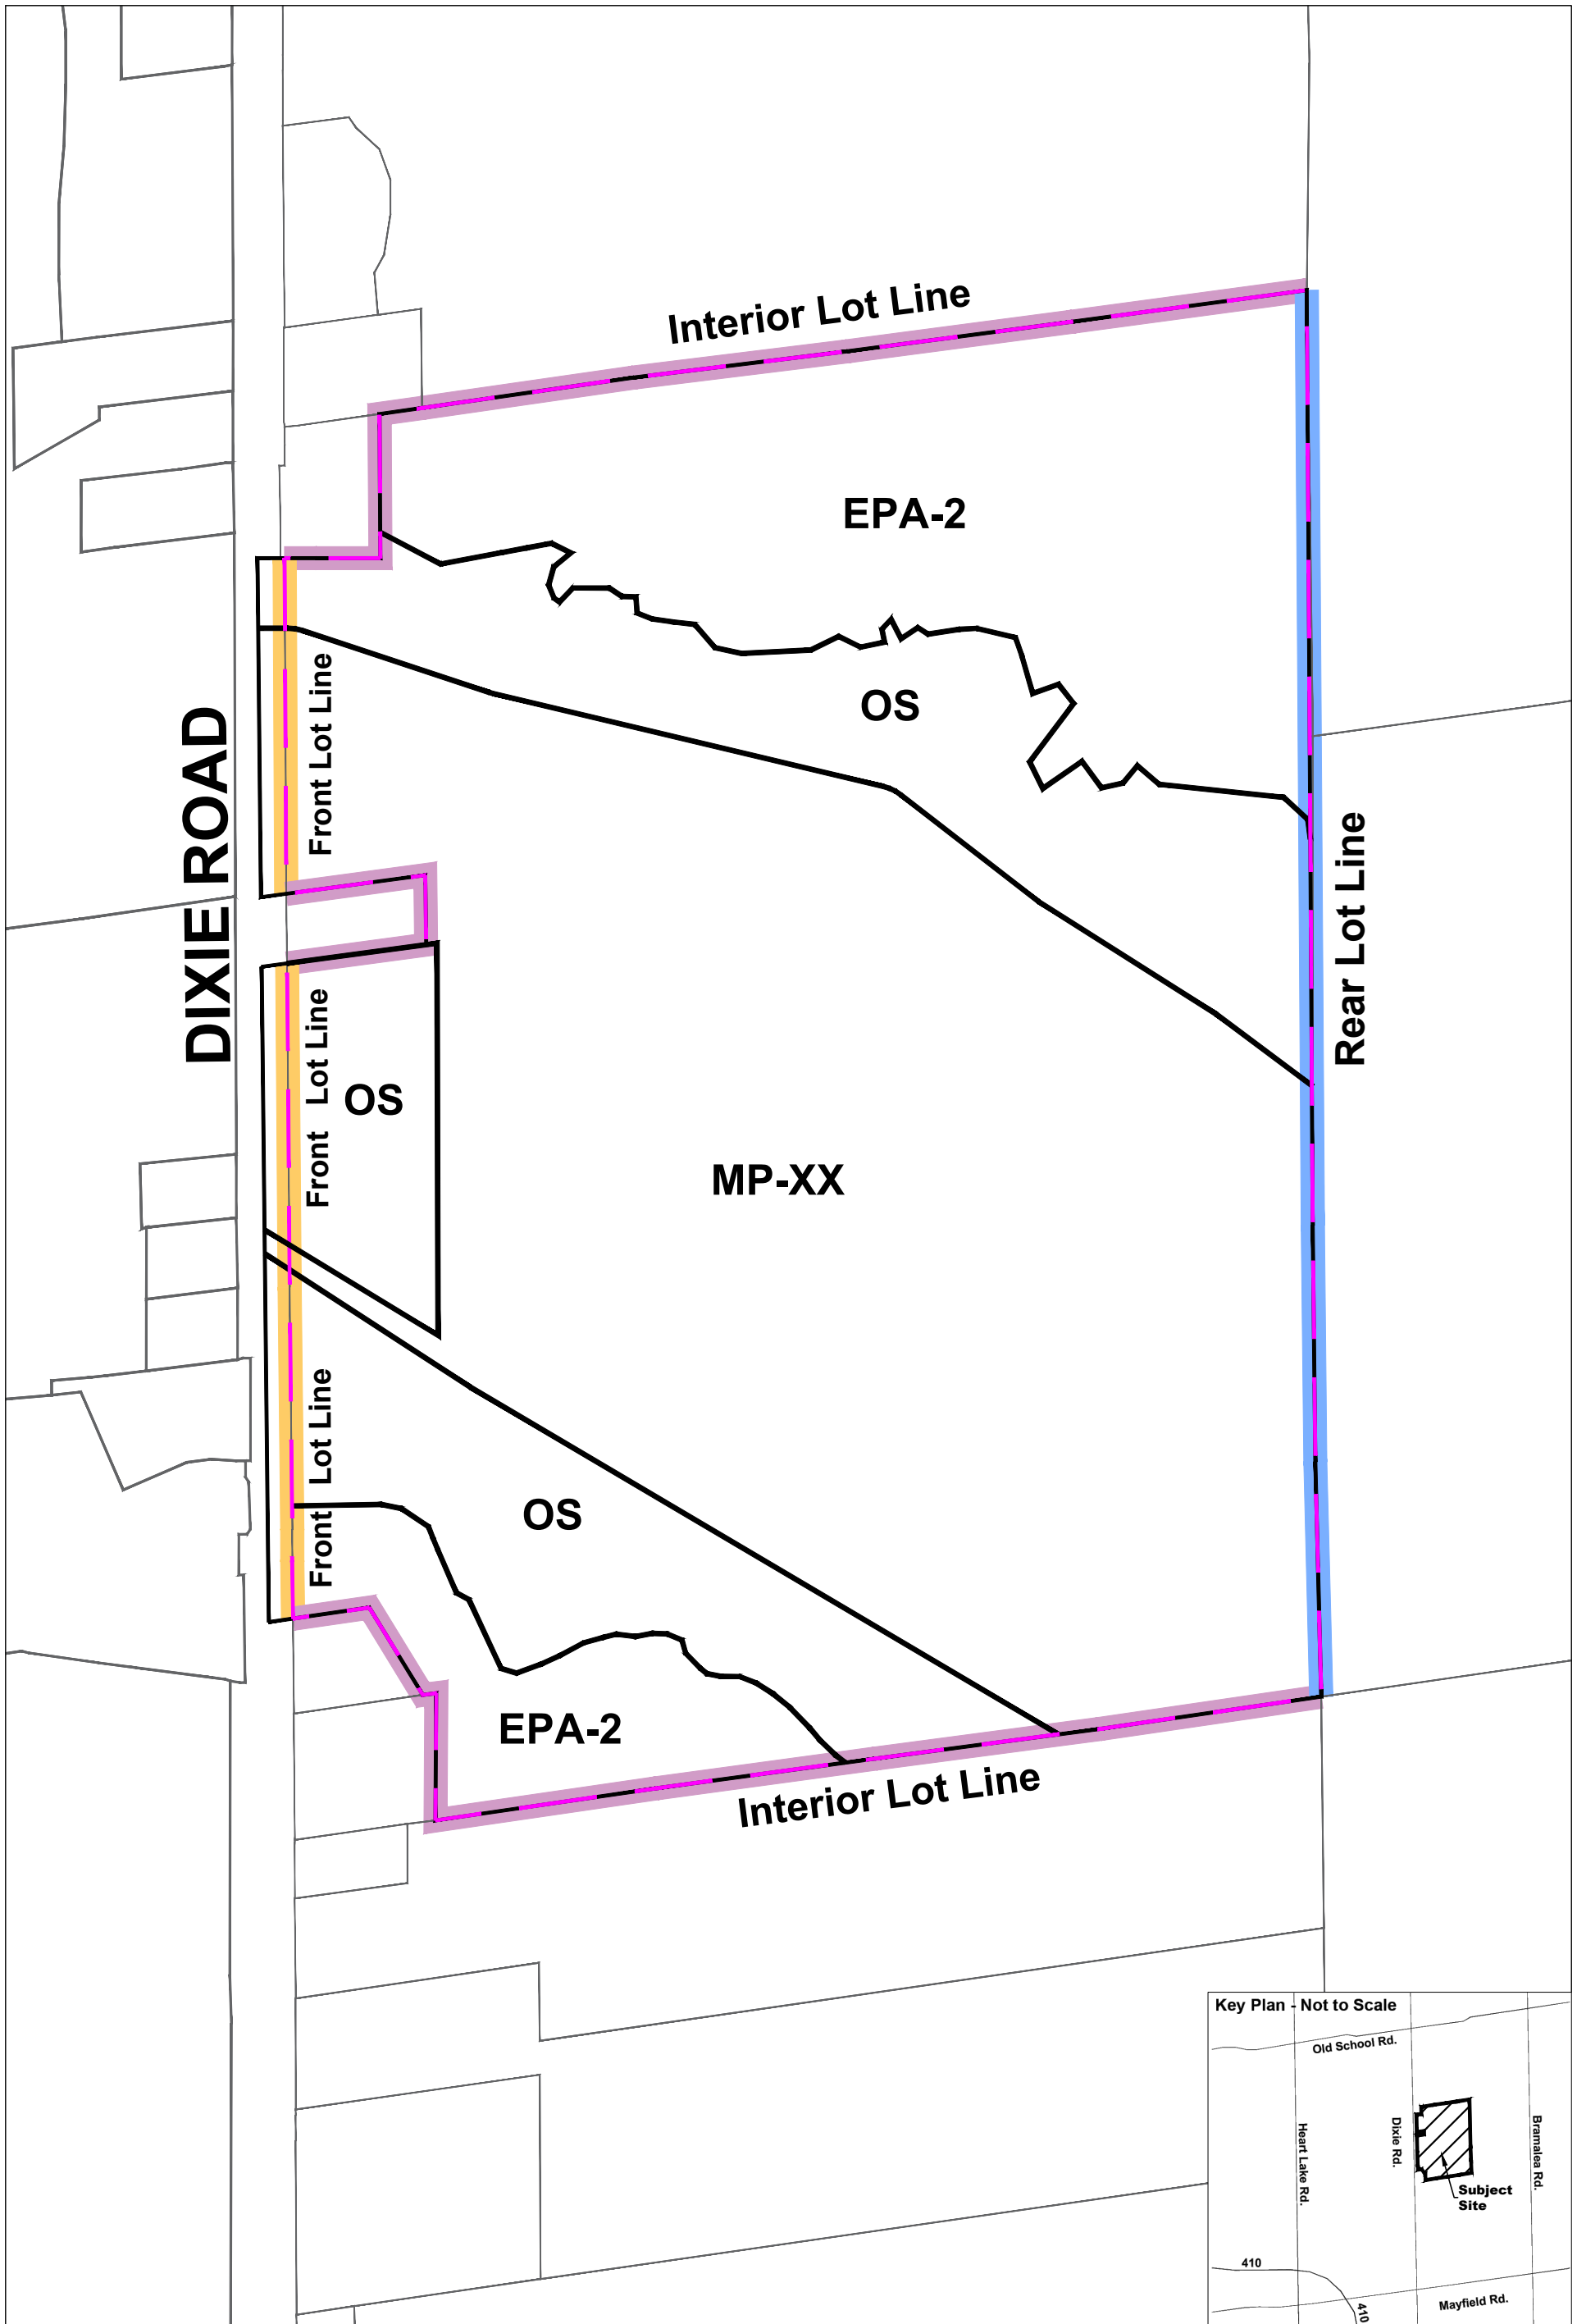 Interior Lot Line
EPA-2
OS
Front Lot Line
DIXIE ROAD
Rear Lot Line
Front Lot Line
OS
MP-XX
Front Lot Line
OS
EPA-2
Interior Lot Line
Key Plan - Not to Scale
Old School Rd.
Heart Lake Rd.
Dixie Rd.
Bramalea Rd.
Subject
Site
410
410
Mayfield Rd.